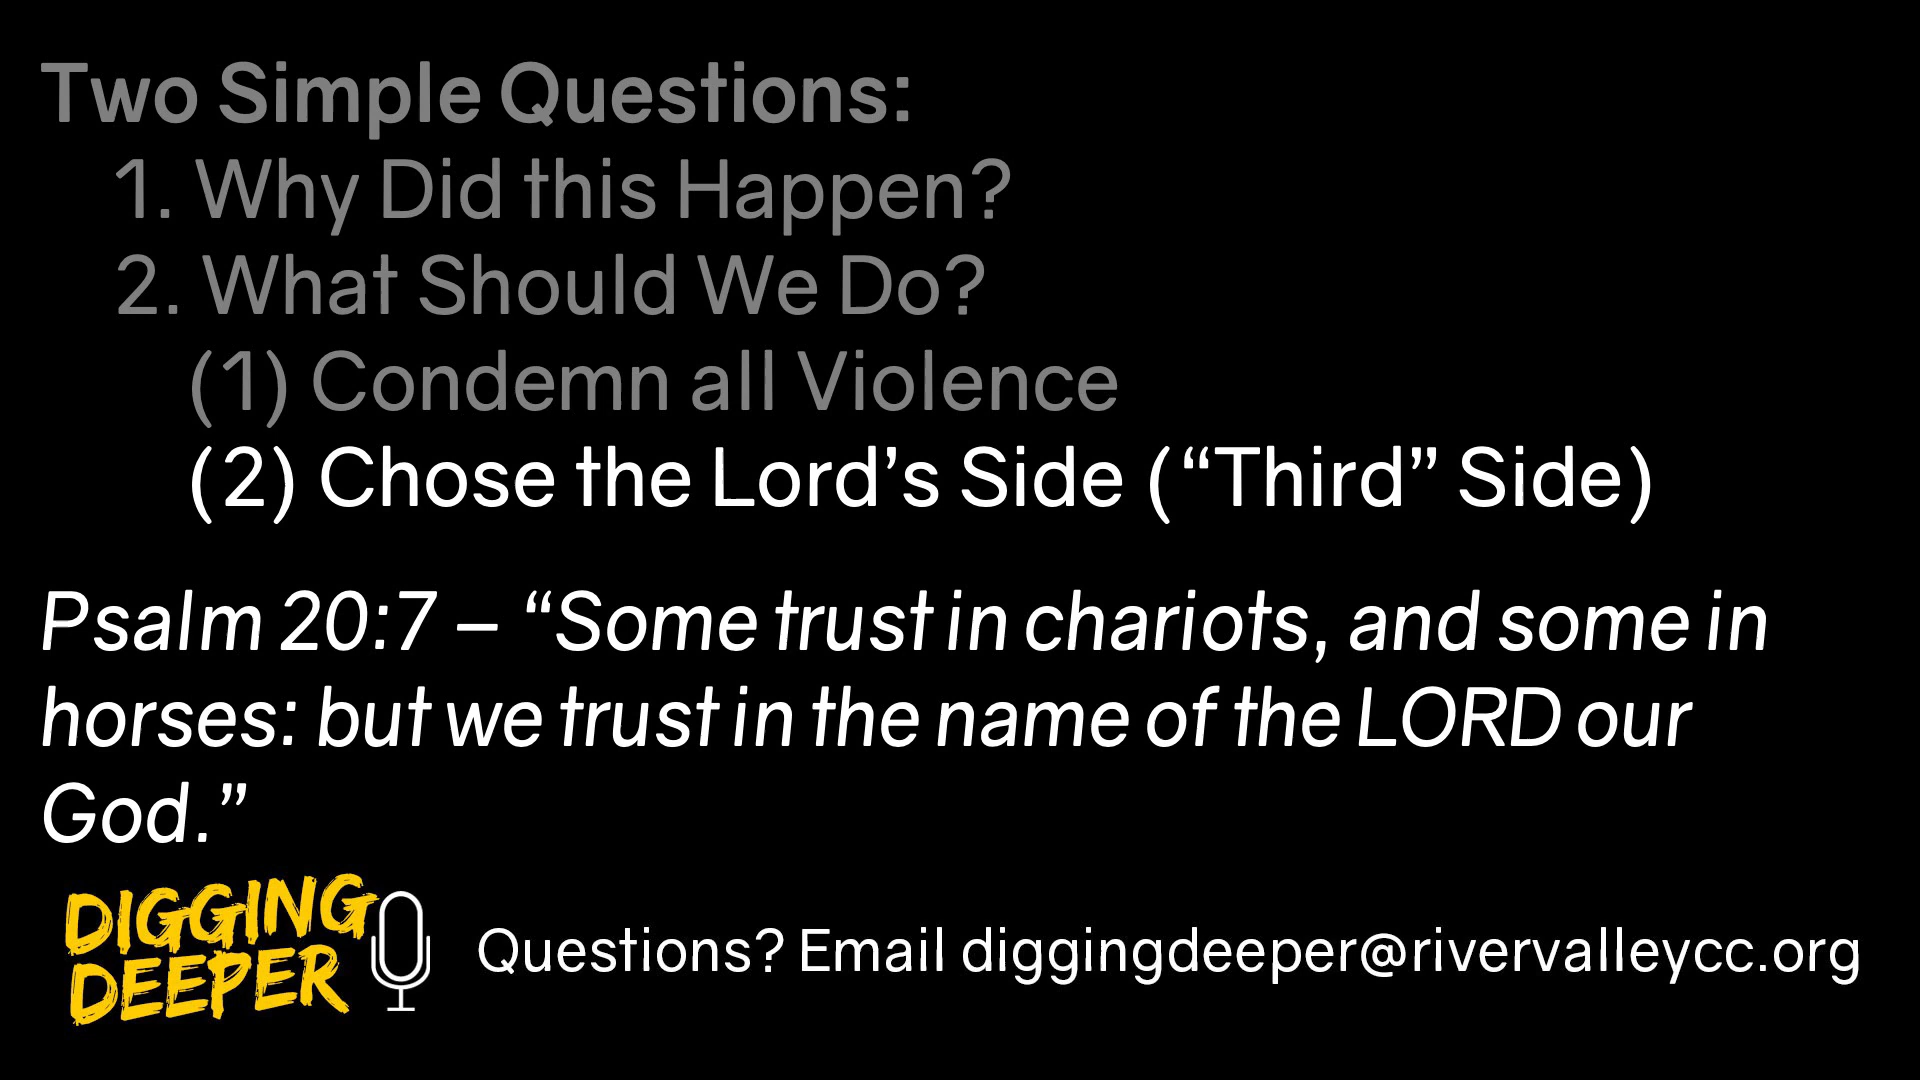 Two Simple Questions:
1. Why Did this Happen?
2. What Should We Do?
(1) Condemn all Violence
(2) Chose the Lord’s Side (“Third” Side)
Psalm 20:7 – “Some trust in chariots, and some in
horses: but we trust in the name of the LORD our
God.”
DIGGING
DEEPER
Questions? Email diggingdeeper@rivervalleycc.org